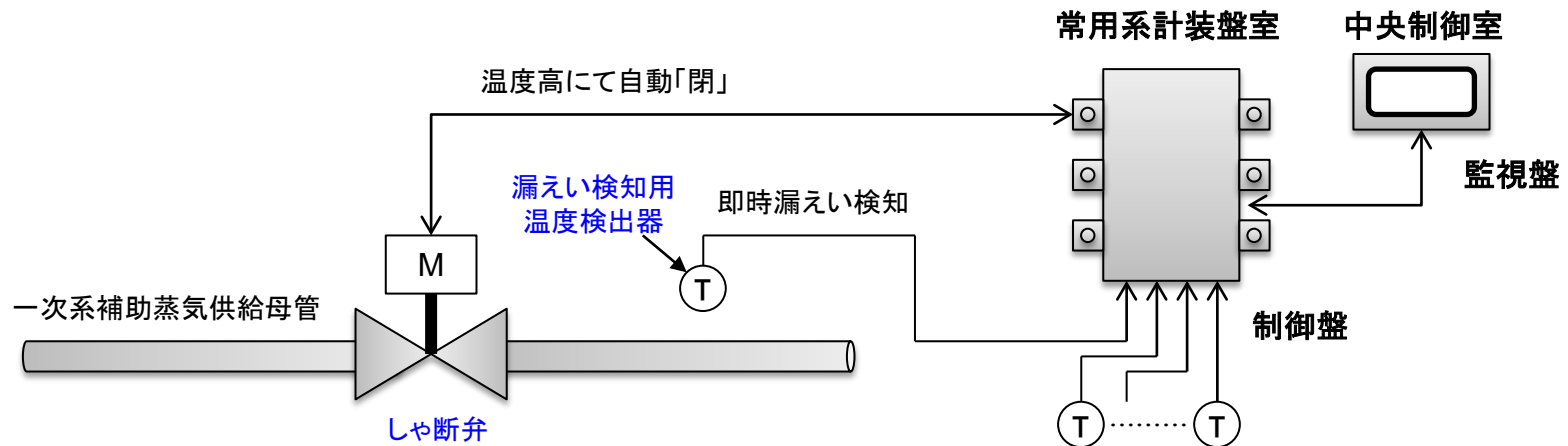 常用系計装盤室
中央制御室
温度高にて自動「閉」
漏えい検知用
温度検出器
即時漏えい検知
監視盤
M
T
一次系補助蒸気供給母管
制御盤
しゃ断弁
T
T